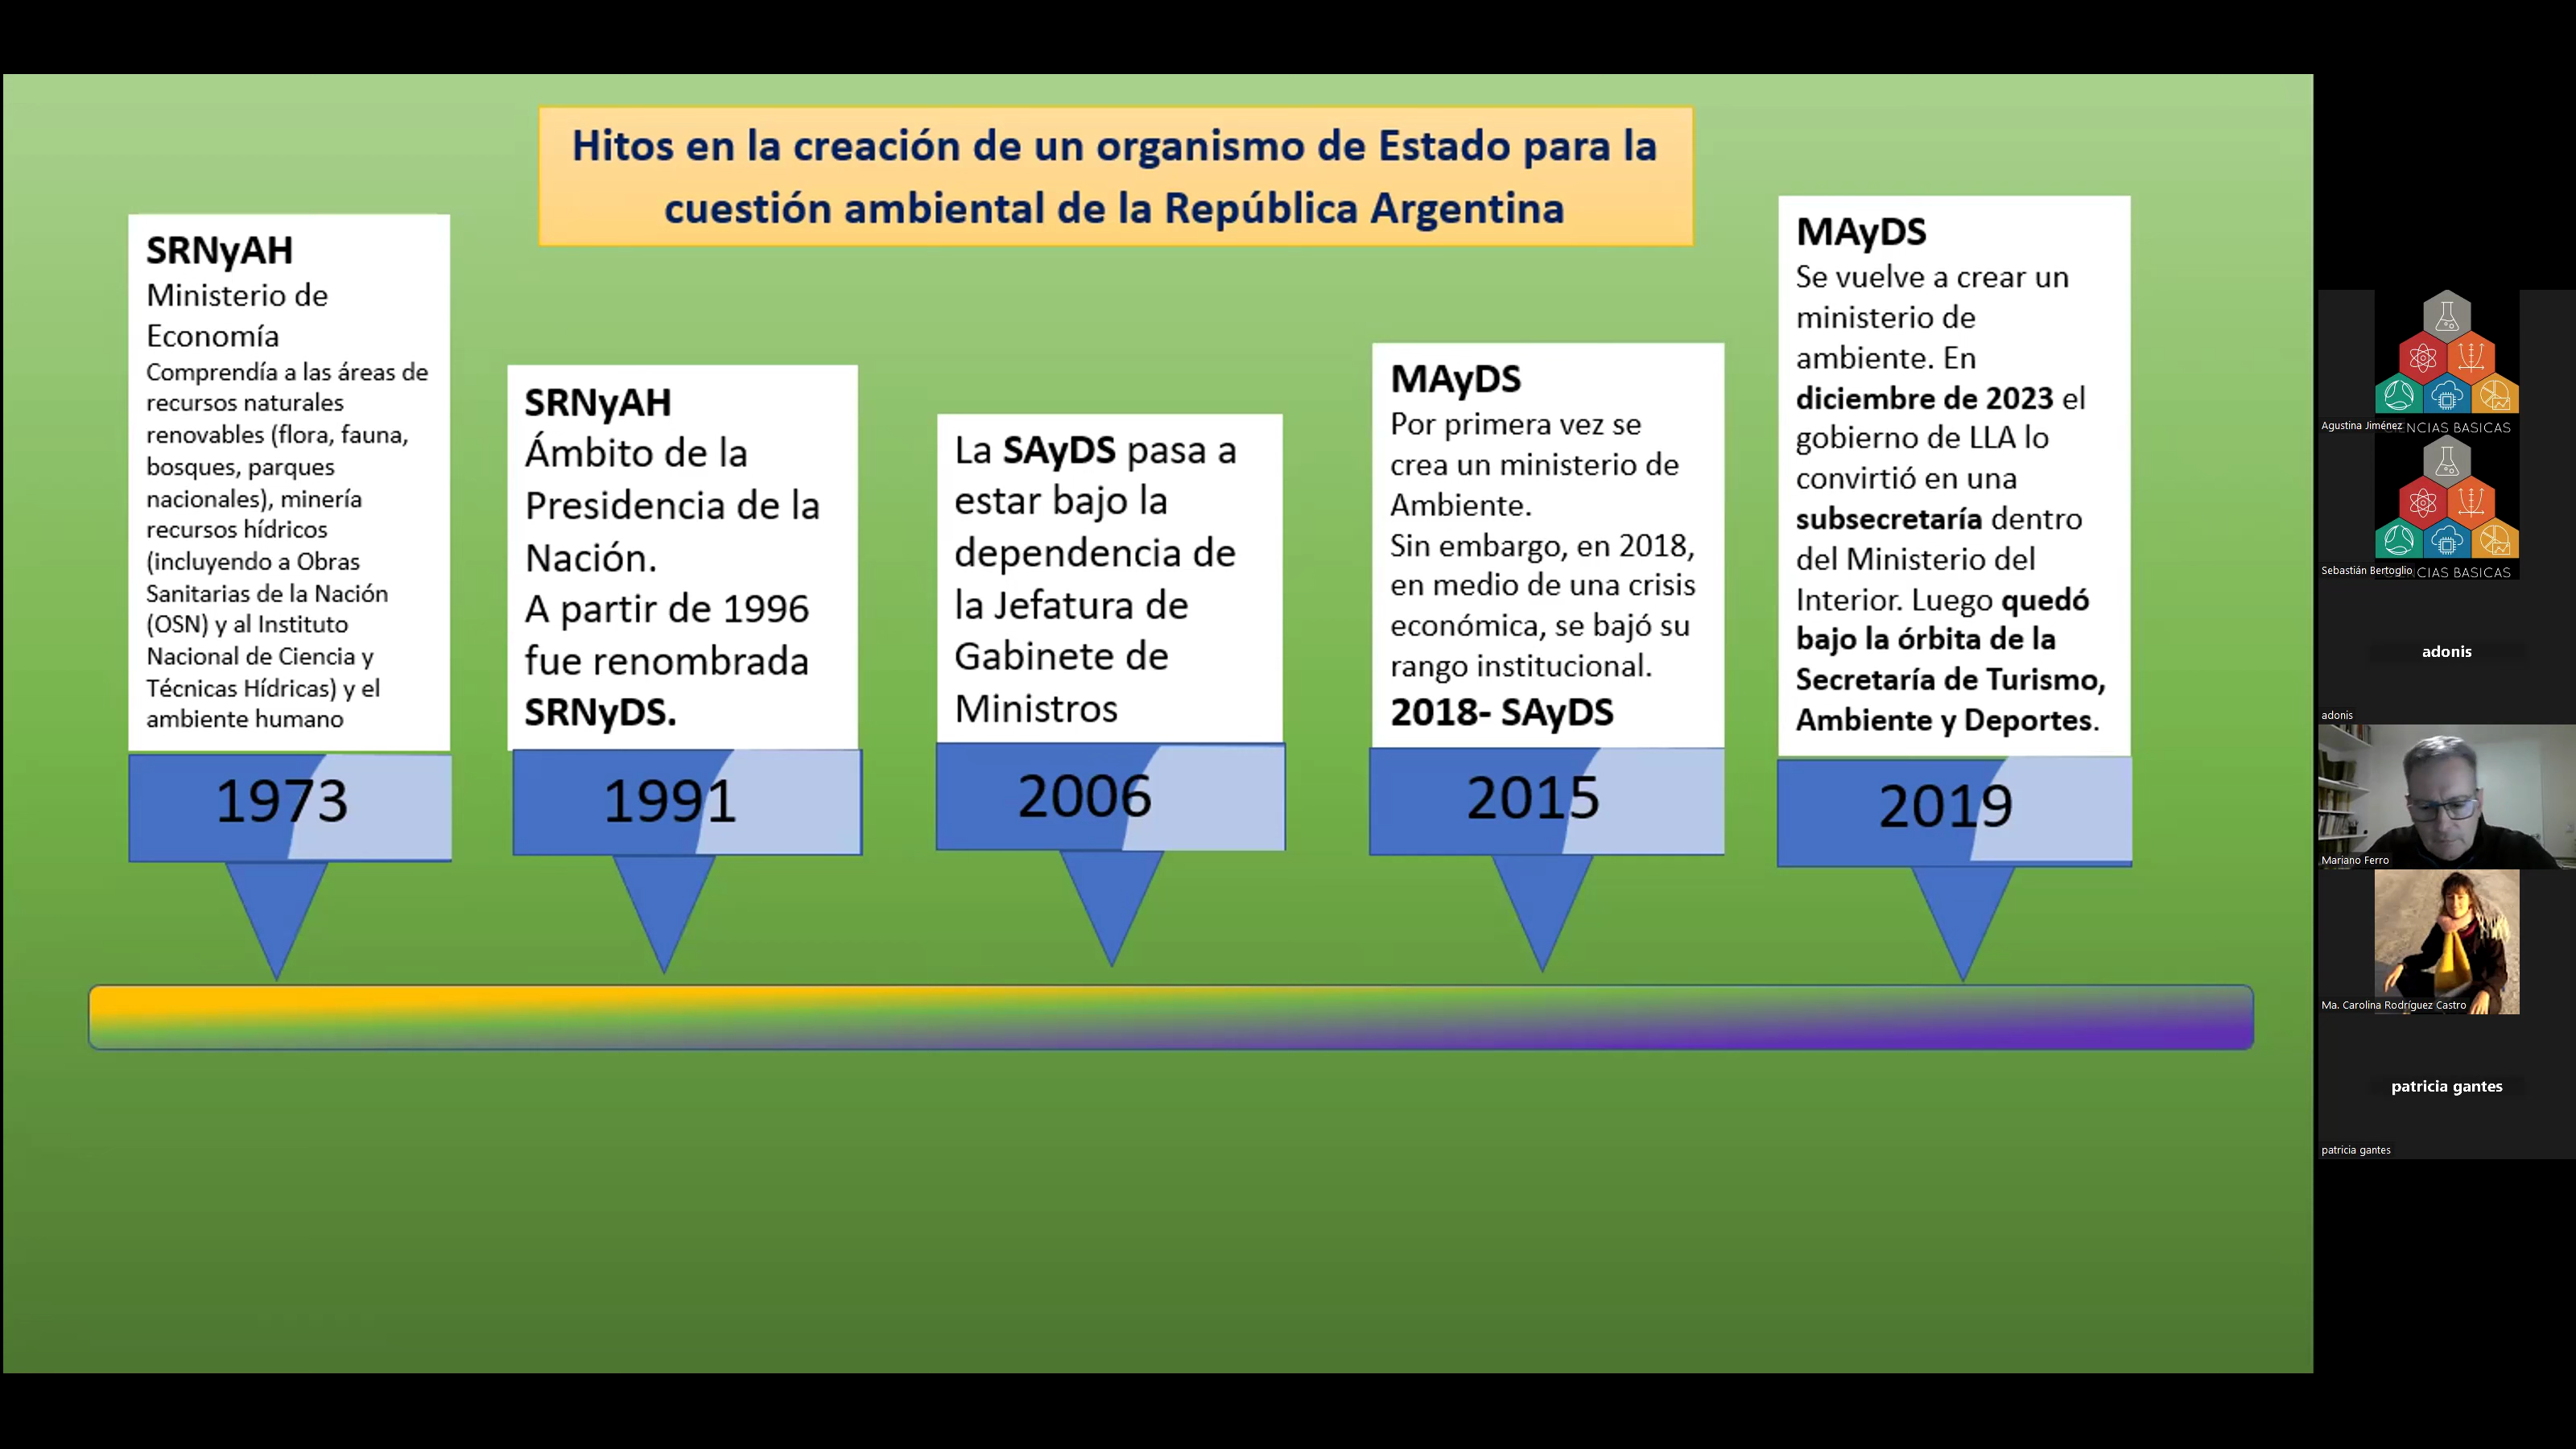 Hitos en la creación de un organismo de Estado para la
cuestión ambiental de la República Argentina
SRNyAH
Ministerio de
Economía
Comprendía a las áreas de
recursos naturales
renovables (flora, fauna,
bosques, parques
nacionales), minería
recursos hídricos
(incluyendo a Obras
Sanitarias de la Nación
(OSN) y al Instituto
Nacional de Ciencia y
Técnicas Hídricas) y el
ambiente humano
1973
SRNyAH
Ámbito de la
Presidencia de la
Nación.
A partir de 1996
fue renombrada
SRNyDS.
1991
La SAyDS pasa a
estar bajo la
dependencia de
la Jefatura de
Gabinete de
Ministros
2006
MAyDS
Por primera vez se
crea un ministerio de
Ambiente.
Sin embargo, en 2018,
en medio de una crisis
económica, se bajó su
rango institucional.
2018- SAyDS
2015
MAyDS
Se vuelve a crear un
ministerio de
ambiente. En
diciembre de 2023 el
gobierno de LLA lo
convirtió en una
subsecretaría dentro
del Ministerio del
Interior. Luego quedó
bajo la órbita de la
Secretaría de Turismo,
Ambiente y Deportes.
2019
Agustina Jiménez
NCIAS BASICAS
Sebastián Bertoglio
CIAS BASICAS
adonis
adonis
Mariano Ferro
Ma. Carolina Rodríguez Castro
patricia gantes
patricia gantes